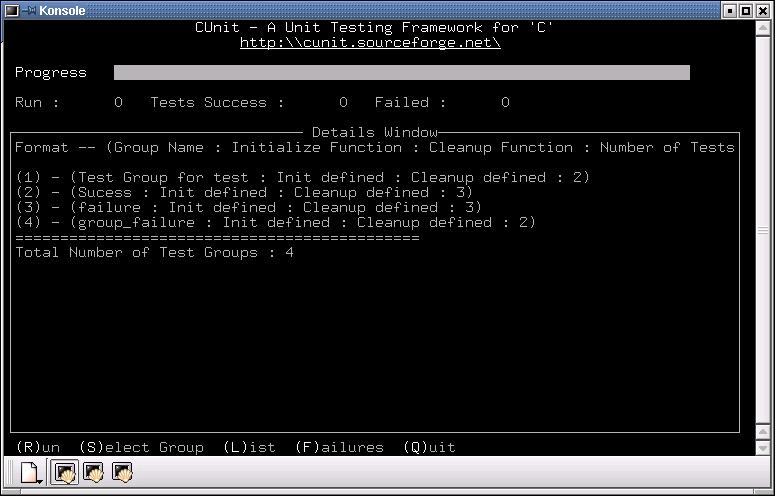 Konsole
CUnit - A Unit Testing Framework for 'C'
http:\\cunit.sourceforge.net\
Progress
Run : 0 Tests Success : 0 Failed : 0
Details Window
Format -- (Group Name : Initialize Function : Cleanup Function : Number of Tests
(1) - (Test Group for test : Init defined : Cleanup defined : 2)
(2) - (Sucess : Init defined : Cleanup defined : 3)
(3) - (failure : Init defined : Cleanup defined : 3)
(4) - (group_failure : Init defined : Cleanup defined : 2)
=============================================
Total Number of Test Groups : 4
(R)un (S)elect Group (L)ist (F)ailures (Q)uit